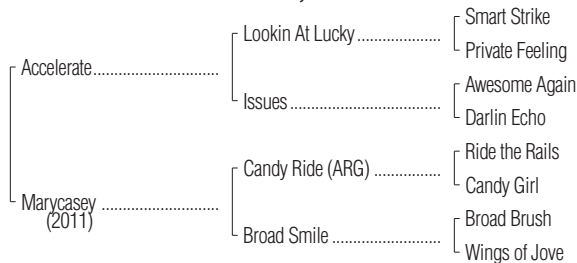 Smart Strike
Lookin At Lucky ....................
Private Feeling
Accelerate..............................
Awesome Again
Issues ...........................................
Darlin Echo
Ride the Rails
Candy Ride (ARG) ................
Candy Girl
Marycasey ............................
(2011)
Broad Brush
Broad Smile ..........................
Wings of Jove